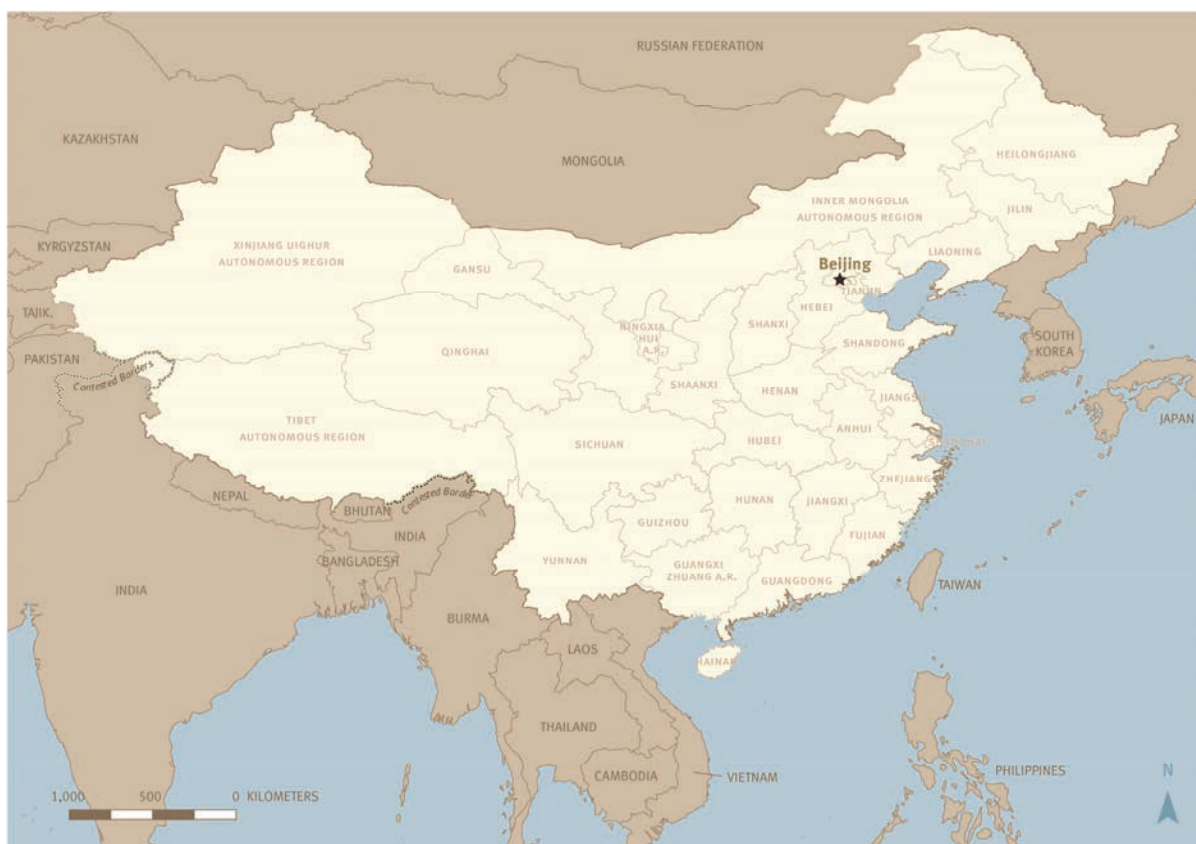 RUSSIAN FEDERATION
KAZAKHSTAN
MONGOLIA
HEILONGJIANG
INNER MONGOLIA
AUTONOMOUS REGION
JILIN
KYRGYZSTAN
XINJIANG UIGHUR
AUTONOMOUS REGION
GANSU
LIAONING
Beijing
TIANJIN
TAJIK.
HEBEI
NINGXIA
HUI
A.R.
SHANXI
SHANDONG
SOUTH
KOREA
PAKISTAN
Contested Borders
QINGHAI
SHAANXI
HENAN
JIANGSU
JAPAN
TIBET
AUTONOMOUS REGION
SICHUAN
HUBEI
ANHUI
SHANGHAI
ZHEJIANG
NEPAL
BHUTAN
Contested Border
HUNAN
JIANGXI
GUIZHOU
FUJIAN
INDIA
BANGLADESH
YUNNAN
GUANGXI
ZHUANG A.R.
GUANGDONG
TAIWAN
INDIA
BURMA
LAOS
HAINAN
THAILAND
CAMBODIA
VIETNAM
PHILIPPINES
N
1,000 500 0 KILOMETERS